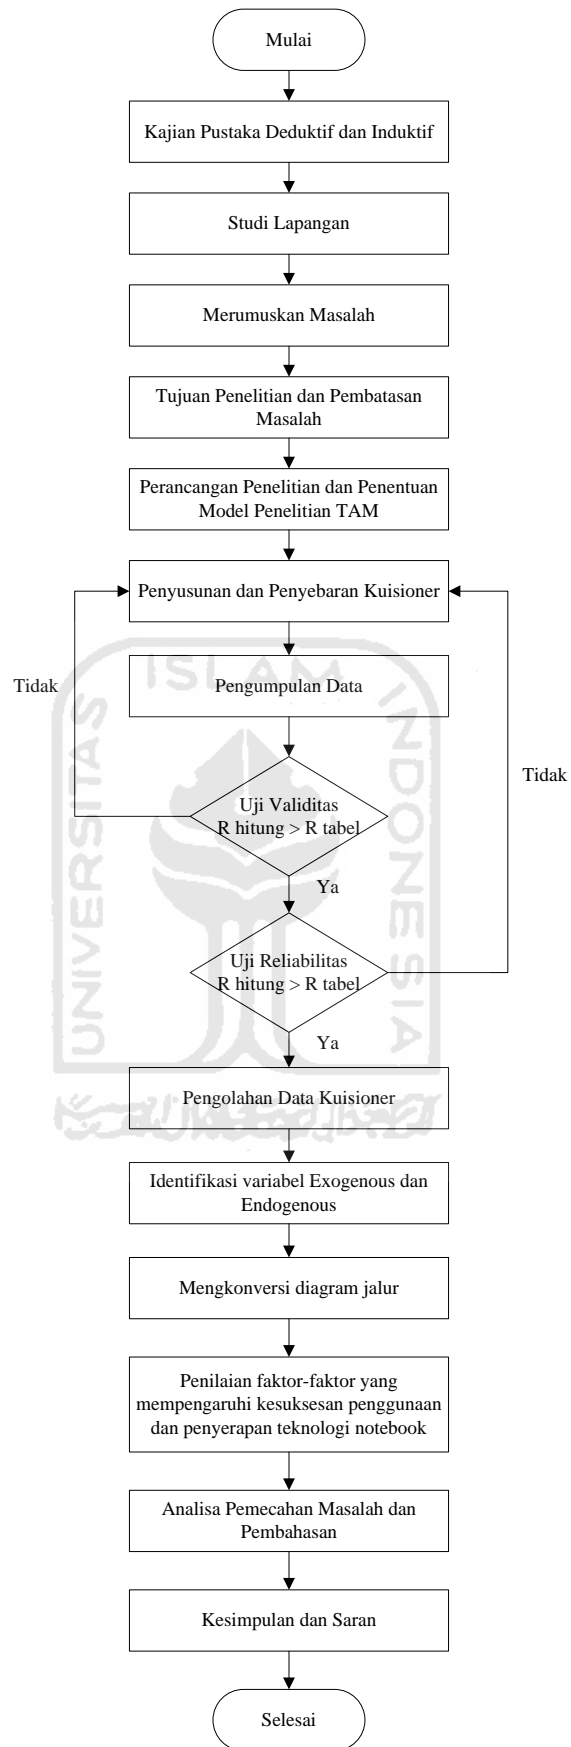 Mulai
Kajian Pustaka Deduktif dan Induktif
Studi Lapangan
Merumuskan Masalah
Tujuan Penelitian dan Pembatasan
Masalah
Perancangan Penelitian dan Penentuan
Model Penelitian TAM
Penyusunan dan Penyebaran Kuisioner
Tidak
Pengumpulan Data
Tidak
Uji Validitas
R hitung > R tabel
Ya
Uji Reliabilitas
R hitung > R tabel
Ya
Pengolahan Data Kuisioner
Identifikasi variabel Exogenous dan
Endogenous
Mengkonversi diagram jalur
Penilaian faktor-faktor yang
mempengaruhi kesuksesan penggunaan
dan penyerapan teknologi notebook
Analisa Pemecahan Masalah dan
Pembahasan
Kesimpulan dan Saran
Selesai
UNIVERSITAS
ISLAM
INDONESIA